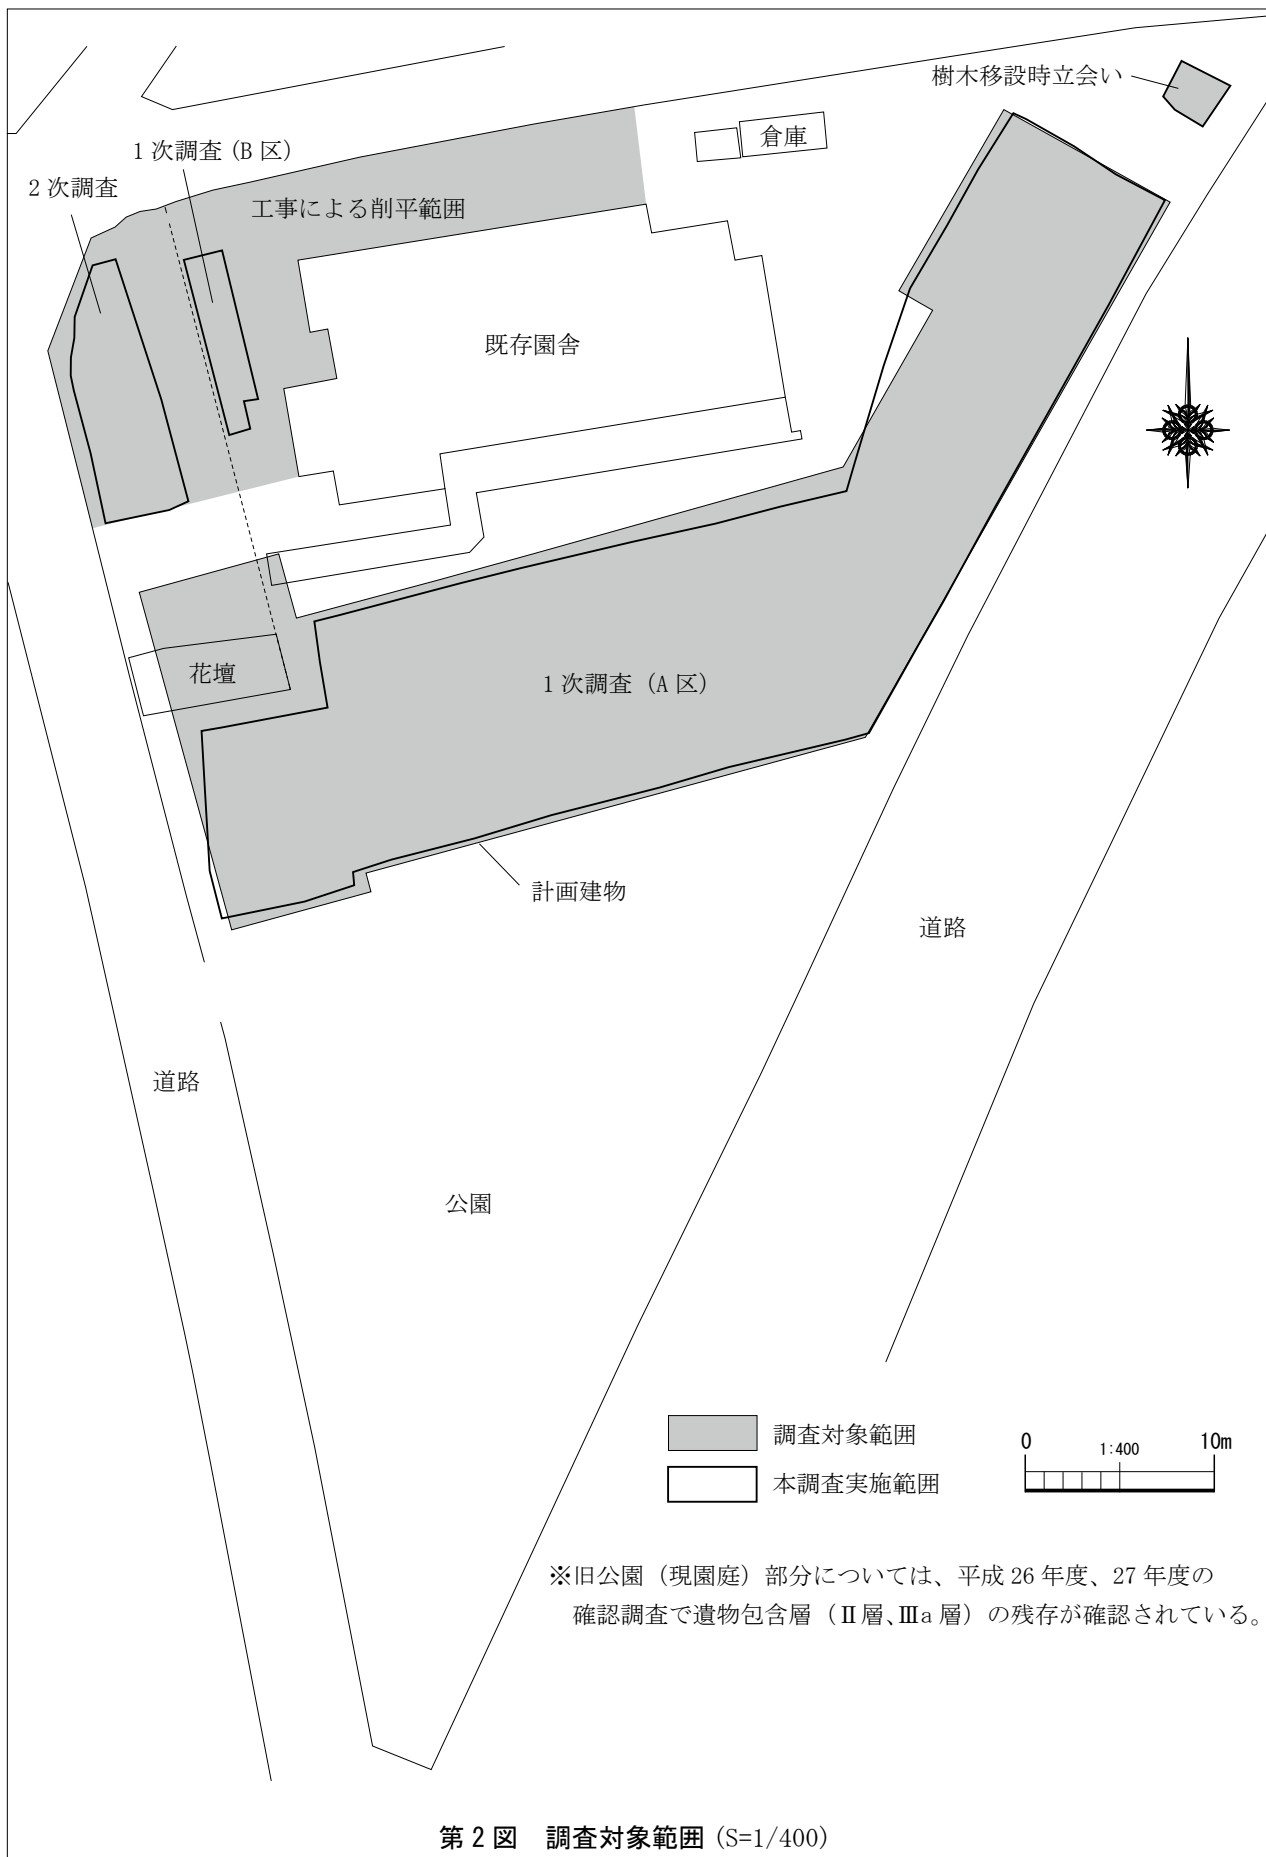 樹木移設時立会い
倉庫
1次調査（B区）
2次調査
工事による削平範囲
既存園舎
花壇
1次調査（A区）
計画建物
道路
道路
公園
調査対象範囲
0 1:400 10m
本調査実施範囲
※旧公園（現園庭）部分については、平成26年度、27年度の
確認調査で遺物包含層（Ⅱ層、Ⅲa層）の残存が確認されている。
第2図 調査対象範囲 (S=1/400)